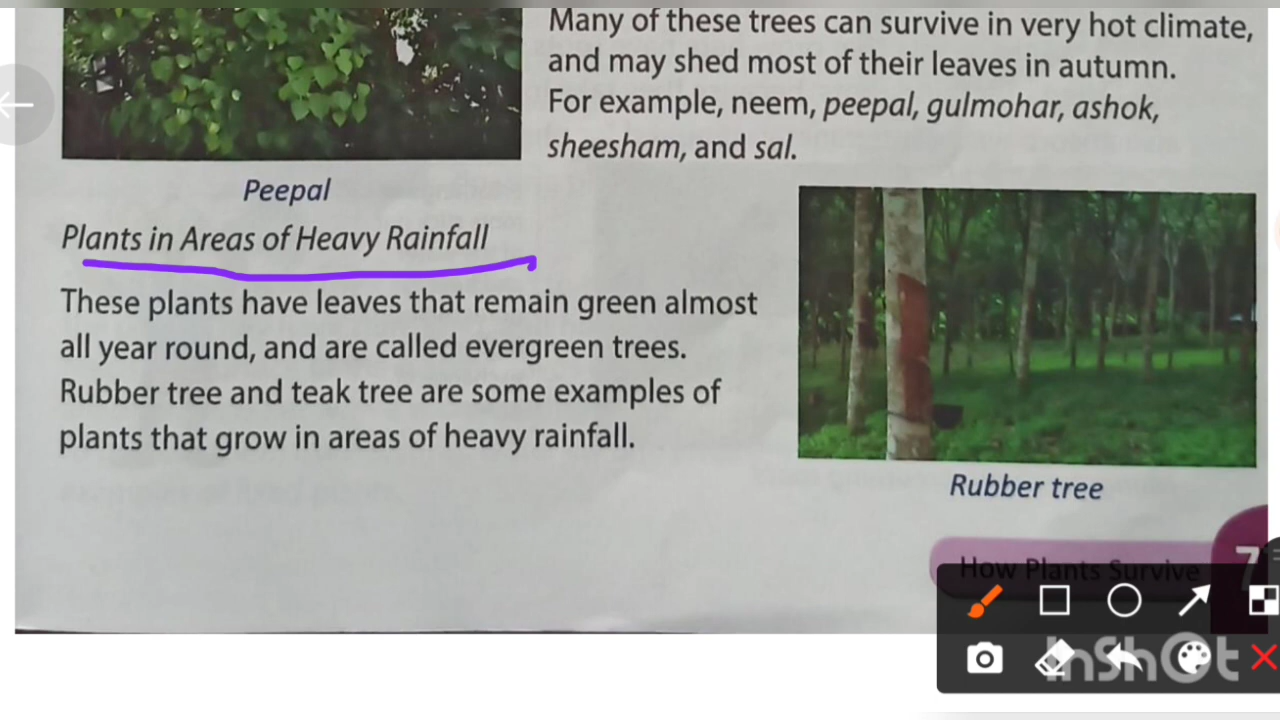 Many of these trees can survive in very hot climate,
and may shed most of their leaves in autumn.
For example, neem, peepal, gulmohar, ashok,
sheesham, and sal.
Peepal
Plants in Areas of Heavy Rainfall
These plants have leaves that remain green almost
all year round, and are called evergreen trees.
Rubber tree and teak tree are some examples of
plants that grow in areas of heavy rainfall.
Rubber tree
How Plants Survive
7
InShOt